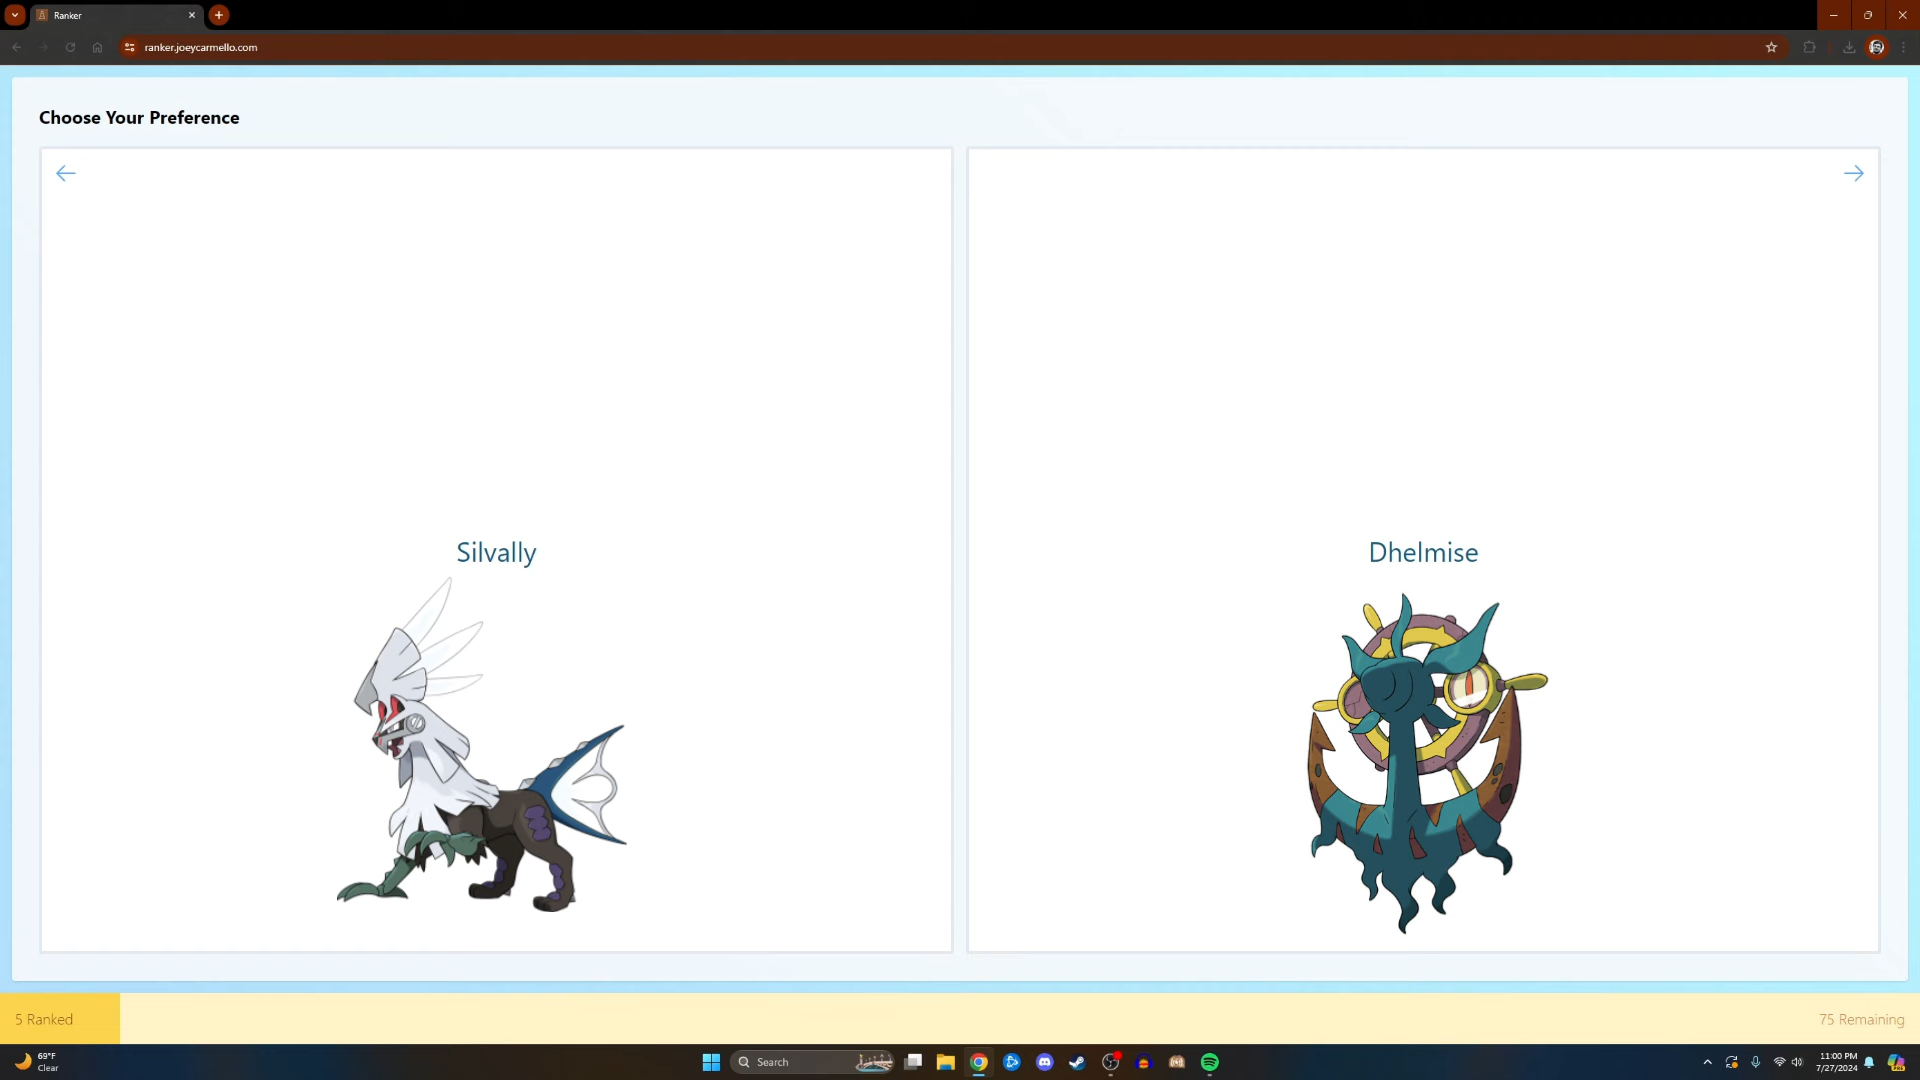 Ranker
ranker.joeycarmello.com
Choose Your Preference
Silvally
Dhelmise
5 Ranked
75 Remaining
69°F
Clear
Search
11:00 PM
7/27/2024